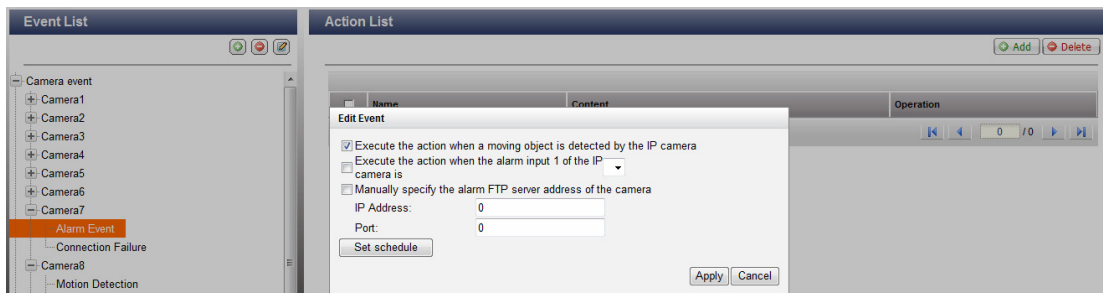 Event List
Camera event
Camera1
Camera2
Camera3
Camera4
Camera5
Camera6
Camera7
Alarm Event
Connection Failure
Camera8
Motion Detection
Action List
Add Delete
Name Content Operation
0 / 0
Edit Event
Execute the action when a moving object is detected by the IP camera
Execute the action when the alarm input 1 of the IP
camera is
Manually specify the alarm FTP server address of the camera
IP Address: 0
Port: 0
Set schedule
Apply Cancel